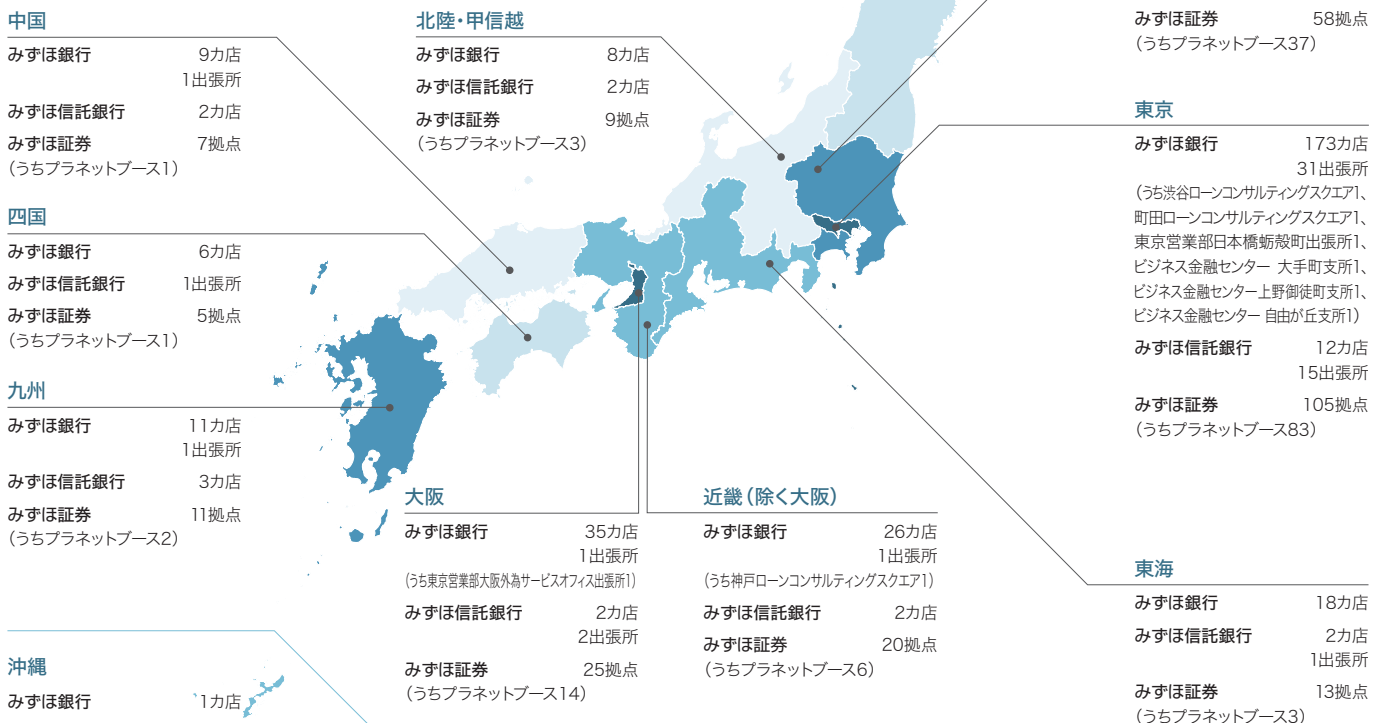 中国
みずほ銀行 9カ店
1出張所
みずほ信託銀行 2カ店
みずほ証券 7拠点
(うちプラネットブース1)
四国
みずほ銀行 6カ店
みずほ信託銀行 1出張所
みずほ証券 5拠点
(うちプラネットブース1)
九州
みずほ銀行 11カ店
1出張所
みずほ信託銀行 3カ店
みずほ証券 11拠点
(うちプラネットブース2)
沖縄
みずほ銀行 1カ店
北陸・甲信越
みずほ銀行 8カ店
みずほ信託銀行 2カ店
みずほ証券 9拠点
(うちプラネットブース3)
大阪
みずほ銀行 35カ店
1出張所
(うち東京営業部大阪外為サービスオフィス出張所1)
みずほ信託銀行 2カ店
2出張所
みずほ証券 25拠点
(うちプラネットブース14)
近畿(除く大阪)
みずほ銀行 26カ店
1出張所
(うち神戸ローンコンサルティングスクエア1)
みずほ信託銀行 2カ店
みずほ証券 20拠点
(うちプラネットブース6)
みずほ証券 58拠点
(うちプラネットブース37)
東京
みずほ銀行 173カ店
31出張所
(うち渋谷ローンコンサルティングスクエア1、
町田ローンコンサルティングスクエア1、
東京営業部日本橋蛎殻町出張所1、
ビジネス金融センター 大手町支所1、
ビジネス金融センター上野御徒町支所1、
ビジネス金融センター 自由が丘支所1)
みずほ信託銀行 12カ店
15出張所
みずほ証券 105拠点
(うちプラネットブース83)
東海
みずほ銀行 18カ店
みずほ信託銀行 2カ店
1出張所
みずほ証券 13拠点
(うちプラネットブース3)